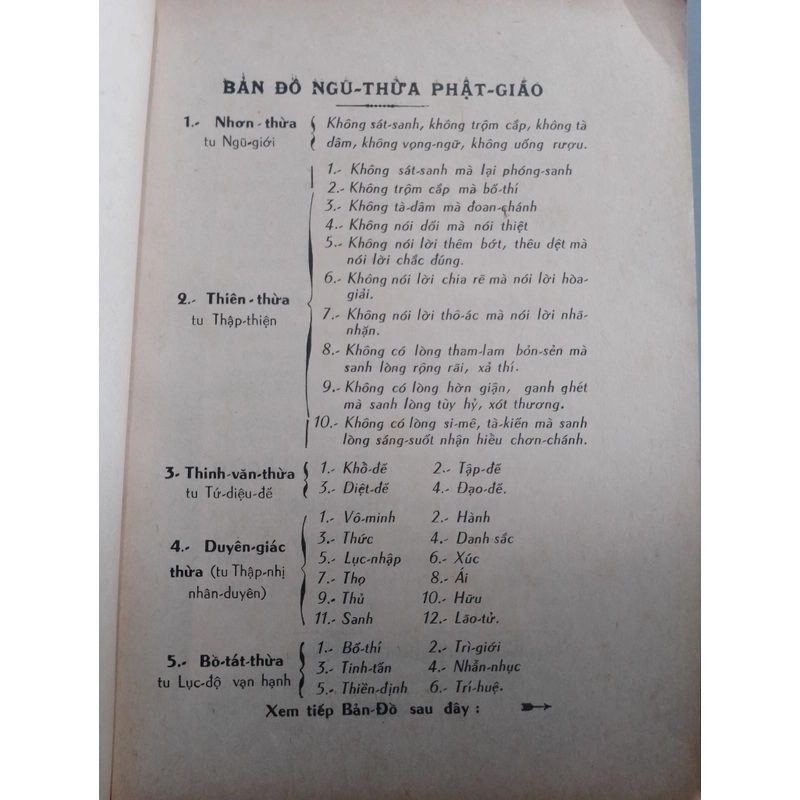 BẢN ĐỒ NGŨ-THỪA PHẬT-GIÁO
1.- Nhơn-thừa
tu Ngũ-giới
Không sát-sanh, không trộm cắp, không tà
dâm, không vọng-ngữ, không uống rượu.
2.- Thiên-thừa
tu Thập-thiện
1.- Không sát-sanh mà lại phóng-sanh
2.- Không trộm cắp mà bố-thí
3.- Không tà-dâm mà đoan-chánh
4.- Không nói dối mà nói thiệt
5.- Không nói lời thêm bớt, thêu dệt mà
nói lời chắc đúng.
6.- Không nói lời chia rẽ mà nói lời hòa-
giải.
7.- Không nói lời thô-ác mà nói lời nhã-
nhặn.
8.- Không có lòng tham-lam bỏn-sẻn mà
sanh lòng rộng rãi, xả thí.
9.- Không có lòng hờn giận, ganh ghét
mà sanh lòng tùy hỷ, xót thương.
10.- Không có lòng si-mê, tà-kiến mà sanh
lòng sáng-suốt nhận hiểu chơn-chánh.
3- Thinh-văn-thừa
tu Tứ-diệu-đế
1.- Khổ-đế 2.- Tập-đế
3.- Diệt-đế 4.- Đạo-đế.
4.- Duyên-giác
thừa (tu Thập-nhị
nhân-duyên)
1.- Vô-minh 2.- Hành
3.- Thức 4.- Danh sắc
5.- Lục-nhập 6.- Xúc
7.- Thọ 8.- Ái
9.- Thủ 10.- Hữu
11.- Sanh 12.- Lão-tử.
5.- Bồ-tát-thừa
tu Lục-độ vạn hạnh
1.- Bố-thí 2.- Trì-giới
3.- Tinh-tấn 4.- Nhẫn-nhục
5.- Thiền-định 6.- Trí-huệ.
Xem tiếp Bản-Đồ sau đây :